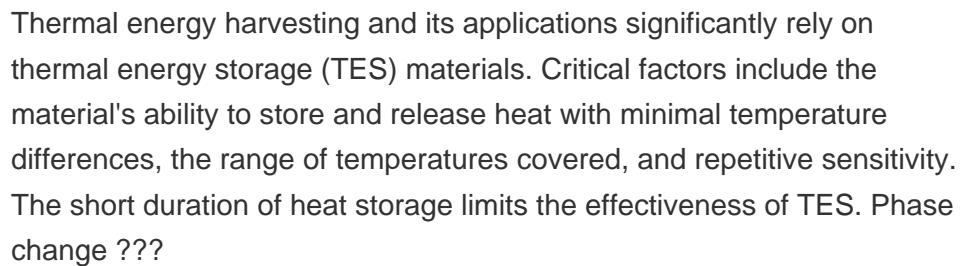 Thermal energy harvesting and its applications significantly rely on
thermal energy storage (TES) materials. Critical factors include the
material's ability to store and release heat with minimal temperature
differences, the range of temperatures covered, and repetitive sensitivity.
The short duration of heat storage limits the effectiveness of TES. Phase
change ???